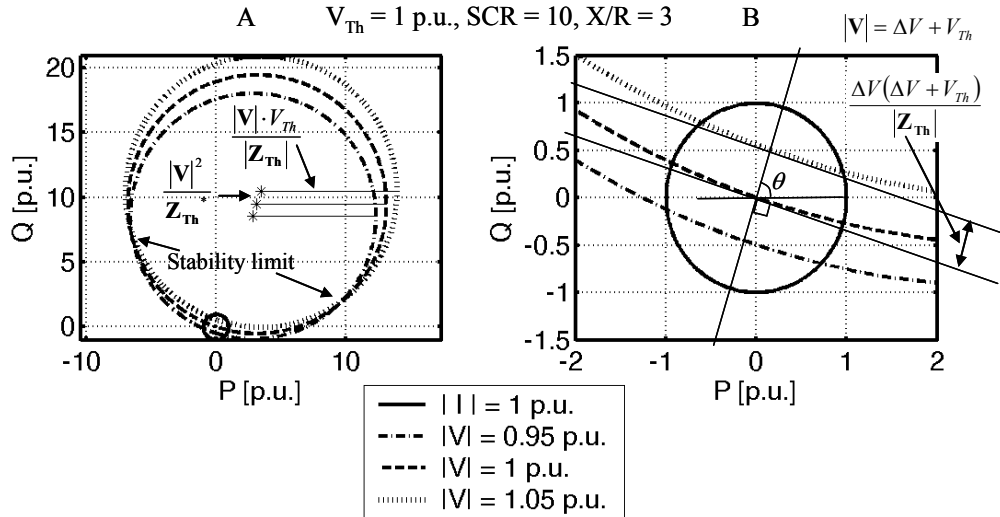 A
V_Th = 1 p.u., SCR = 10, X/R = 3
B
|V| = ΔV + V_Th
20
15
10
5
0
Q [p.u.]
-10
0
10
P [p.u.]
|V|² / Z_Th*
|V| · V_Th / |Z_Th|
Stability limit
1.5
1
0.5
0
-0.5
-1
-1.5
Q [p.u.]
-2
-1
0
1
2
P [p.u.]
θ
ΔV(ΔV + V_Th) / |Z_Th|
| I | = 1 p.u.
|V| = 0.95 p.u.
|V| = 1 p.u.
|V| = 1.05 p.u.